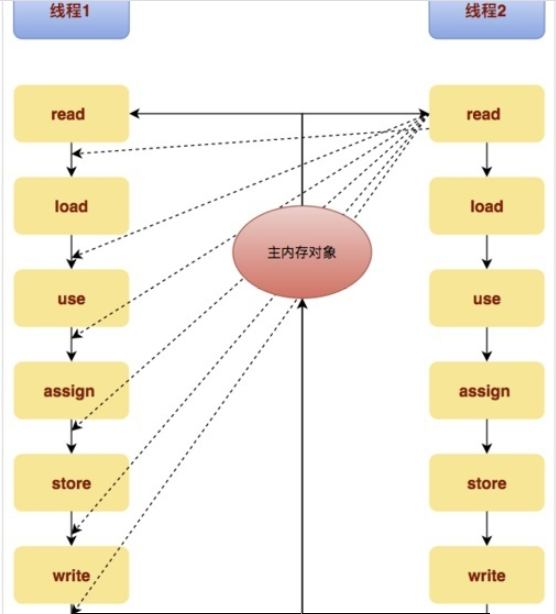 线程1
线程2
read
read
load
load
主内存对象
use
use
assign
assign
store
store
write
write